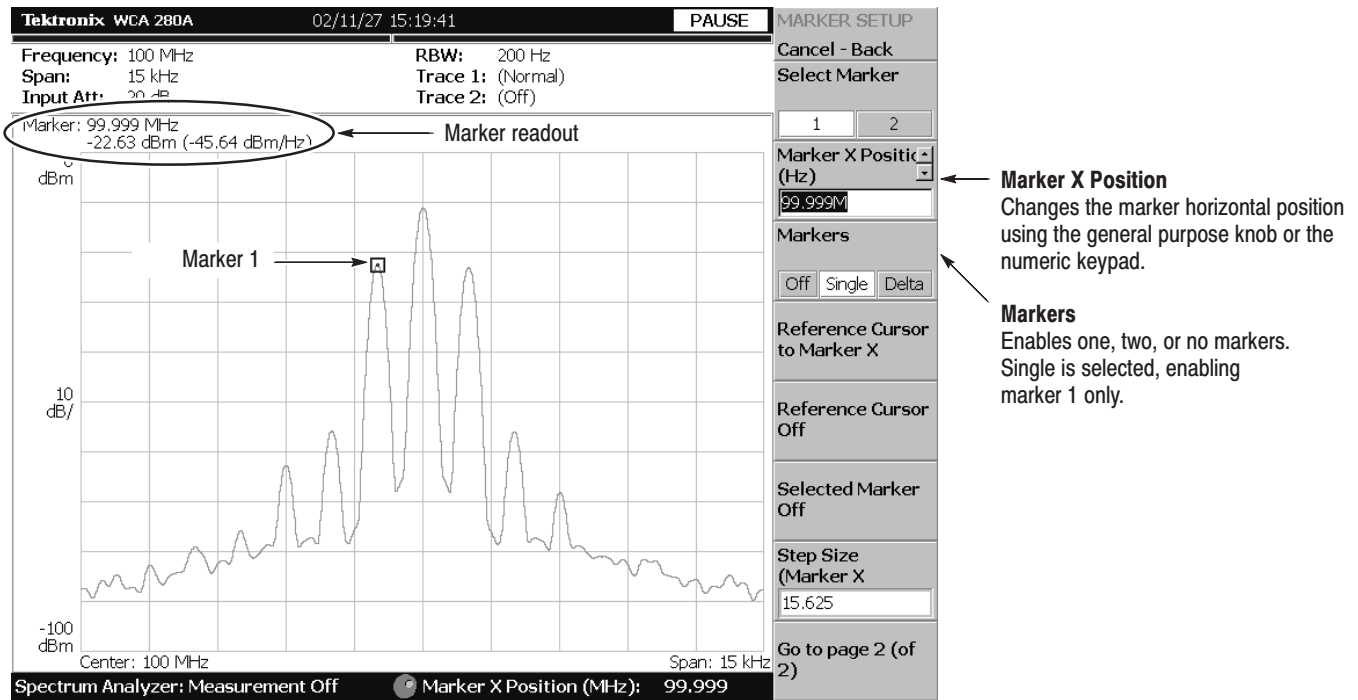 Tektronix WCA 280A 02/11/27 15:19:41 PAUSE
Frequency: 100 MHz RBW: 200 Hz
Span: 15 kHz Trace 1: (Normal)
Input Att: 20 dB Trace 2: (Off)
Marker: 99.999 MHz
-22.63 dBm (-45.64 dBm/Hz)
Marker readout
0
dBm
Marker 1
10
dB/
-100
dBm
Center: 100 MHz Span: 15 kHz
Spectrum Analyzer: Measurement Off Marker X Position (MHz): 99.999
MARKER SETUP
Cancel - Back
Select Marker
1 2
Marker X Positic
(Hz)
99.999M
Markers
Off Single Delta
Reference Cursor
to Marker X
Reference Cursor
Off
Selected Marker
Off
Step Size
(Marker X
15.625
Go to page 2 (of
2)
Marker X Position
Changes the marker horizontal position
using the general purpose knob or the
numeric keypad.
Markers
Enables one, two, or no markers.
Single is selected, enabling
marker 1 only.